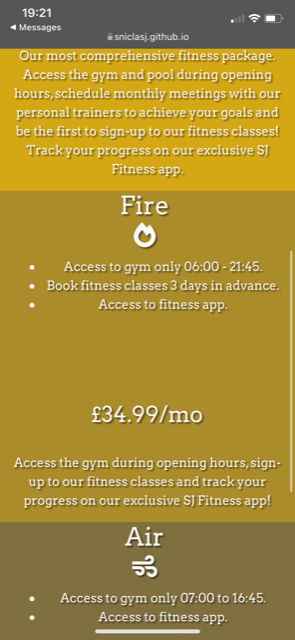 19:21
◀ Messages
sniclasj.github.io
Our most comprehensive fitness package.
Access the gym and pool during opening
hours, schedule monthly meetings with our
personal trainers to achieve your goals and
be the first to sign-up to our fitness classes!
Track your progress on our exclusive SJ
Fitness app.
Fire
• Access to gym only 06:00 - 21:45.
• Book fitness classes 3 days in advance.
• Access to fitness app.
£34.99/mo
Access the gym during opening hours, sign-
up to our fitness classes and track your
progress on our exclusive SJ Fitness app!
Air
• Access to gym only 07:00 to 16:45.
• Access to fitness app.